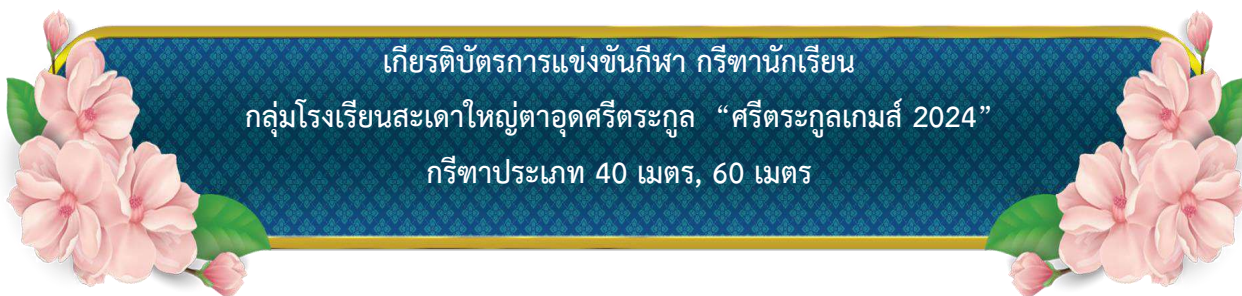 เกียรติบัตรการแข่งขันกีฬา กรีฑานักเรียน
กลุ่มโรงเรียนสะเดาใหญ่ตาอุดศรีตระกูล “ศรีตระกูลเกมส์ 2024”
กรีฑาประเภท 40 เมตร, 60 เมตร